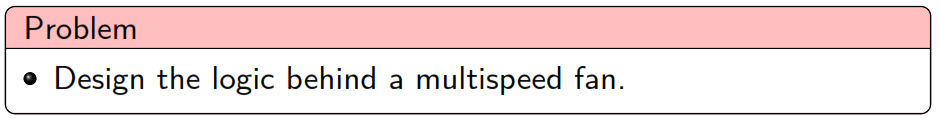 Problem
Design the logic behind a multispeed fan.